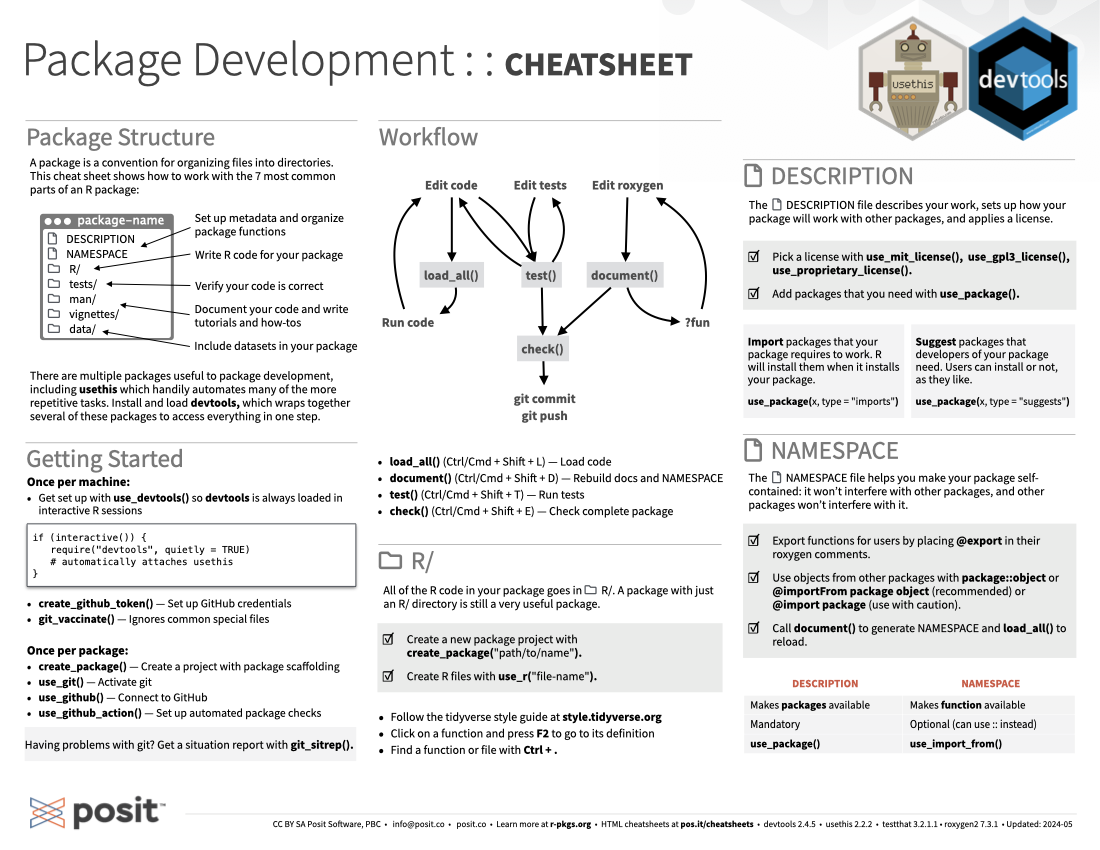 Package Development : : CHEATSHEET
usethis
devtools
Package Structure
A package is a convention for organizing files into directories.
This cheat sheet shows how to work with the 7 most common
parts of an R package:
package-name
DESCRIPTION
NAMESPACE
R/
tests/
man/
vignettes/
data/
Set up metadata and organize
package functions
Write R code for your package
Verify your code is correct
Document your code and write
tutorials and how-tos
Include datasets in your package
There are multiple packages useful to package development,
including usethis which handily automates many of the more
repetitive tasks. Install and load devtools, which wraps together
several of these packages to access everything in one step.
Getting Started
Once per machine:
• Get set up with use_devtools() so devtools is always loaded in
interactive R sessions
if (interactive()) {
require("devtools", quietly = TRUE)
# automatically attaches usethis
}
• create_github_token() — Set up GitHub credentials
• git_vaccinate() — Ignores common special files
Once per package:
• create_package() — Create a project with package scaffolding
• use_git() — Activate git
• use_github() — Connect to GitHub
• use_github_action() — Set up automated package checks
Having problems with git? Get a situation report with git_sitrep().
Workflow
Edit code
Edit tests
Edit roxygen
load_all()
test()
document()
Run code
?fun
check()
git commit
git push
• load_all() (Ctrl/Cmd + Shift + L) — Load code
• document() (Ctrl/Cmd + Shift + D) — Rebuild docs and NAMESPACE
• test() (Ctrl/Cmd + Shift + T) — Run tests
• check() (Ctrl/Cmd + Shift + E) — Check complete package
R/
All of the R code in your package goes in R/. A package with just
an R/ directory is still a very useful package.
Create a new package project with
create_package("path/to/name").
Create R files with use_r("file-name").
• Follow the tidyverse style guide at style.tidyverse.org
• Click on a function and press F2 to go to its definition
• Find a function or file with Ctrl + .
DESCRIPTION
The DESCRIPTION file describes your work, sets up how your
package will work with other packages, and applies a license.
Pick a license with use_mit_license(), use_gpl3_license(),
use_proprietary_license().
Add packages that you need with use_package().
Import packages that your
package requires to work. R
will install them when it installs
your package.
use_package(x, type = "imports")
Suggest packages that
developers of your package
need. Users can install or not,
as they like.
use_package(x, type = "suggests")
NAMESPACE
The NAMESPACE file helps you make your package self-
contained: it won't interfere with other packages, and other
packages won't interfere with it.
Export functions for users by placing @export in their
roxygen comments.
Use objects from other packages with package::object or
@importFrom package object (recommended) or
@import package (use with caution).
Call document() to generate NAMESPACE and load_all() to
reload.
DESCRIPTION NAMESPACE
Makes packages available Makes function available
Mandatory Optional (can use :: instead)
use_package() use_import_from()
posit™
CC BY SA Posit Software, PBC • info@posit.co • posit.co • Learn more at r-pkgs.org • HTML cheatsheets at pos.it/cheatsheets • devtools 2.4.5 • usethis 2.2.2 • testthat 3.2.1.1 • roxygen2 7.3.1 • Updated: 2024-05